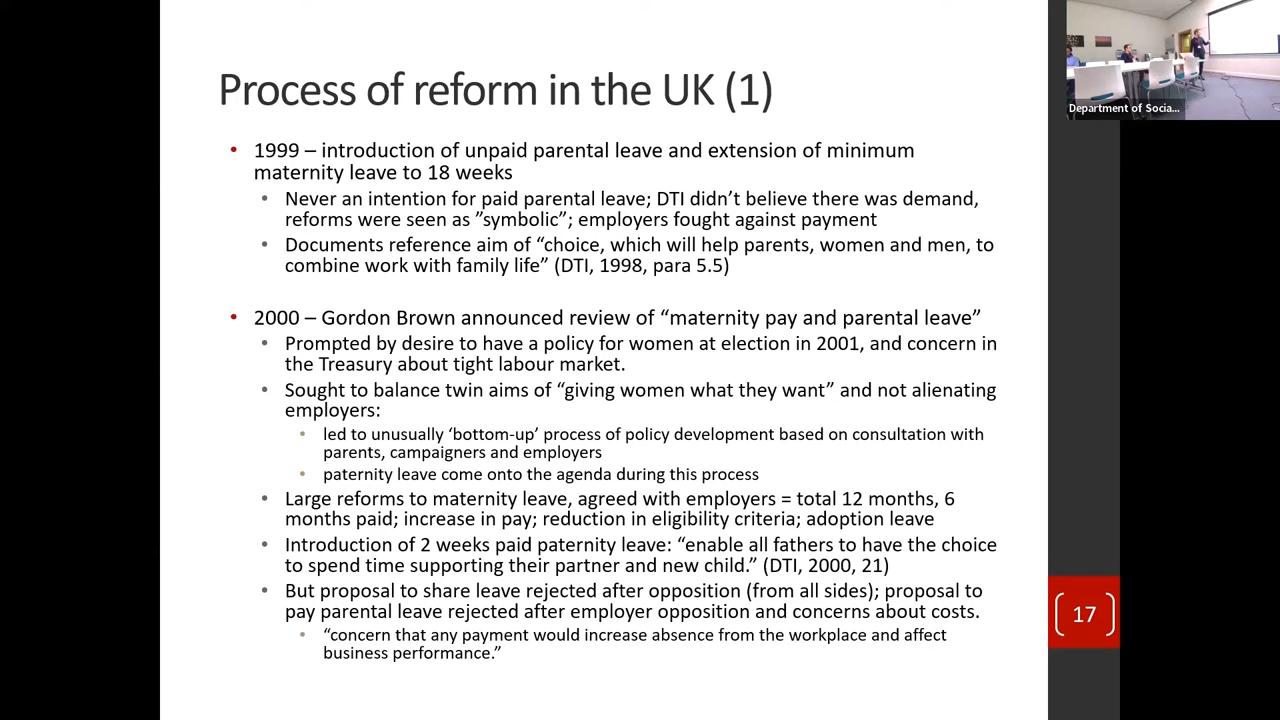 Process of reform in the UK (1)
• 1999 – introduction of unpaid parental leave and extension of minimum
maternity leave to 18 weeks
• Never an intention for paid parental leave; DTI didn’t believe there was demand,
reforms were seen as ”symbolic”; employers fought against payment
• Documents reference aim of “choice, which will help parents, women and men, to
combine work with family life” (DTI, 1998, para 5.5)
• 2000 – Gordon Brown announced review of “maternity pay and parental leave”
• Prompted by desire to have a policy for women at election in 2001, and concern in
the Treasury about tight labour market.
• Sought to balance twin aims of “giving women what they want” and not alienating
employers:
• led to unusually ‘bottom-up’ process of policy development based on consultation with
parents, campaigners and employers
• paternity leave come onto the agenda during this process
• Large reforms to maternity leave, agreed with employers = total 12 months, 6
months paid; increase in pay; reduction in eligibility criteria; adoption leave
• Introduction of 2 weeks paid paternity leave: “enable all fathers to have the choice
to spend time supporting their partner and new child.” (DTI, 2000, 21)
• But proposal to share leave rejected after opposition (from all sides); proposal to
pay parental leave rejected after employer opposition and concerns about costs.
• “concern that any payment would increase absence from the workplace and affect
business performance.”
17
Department of Socia...